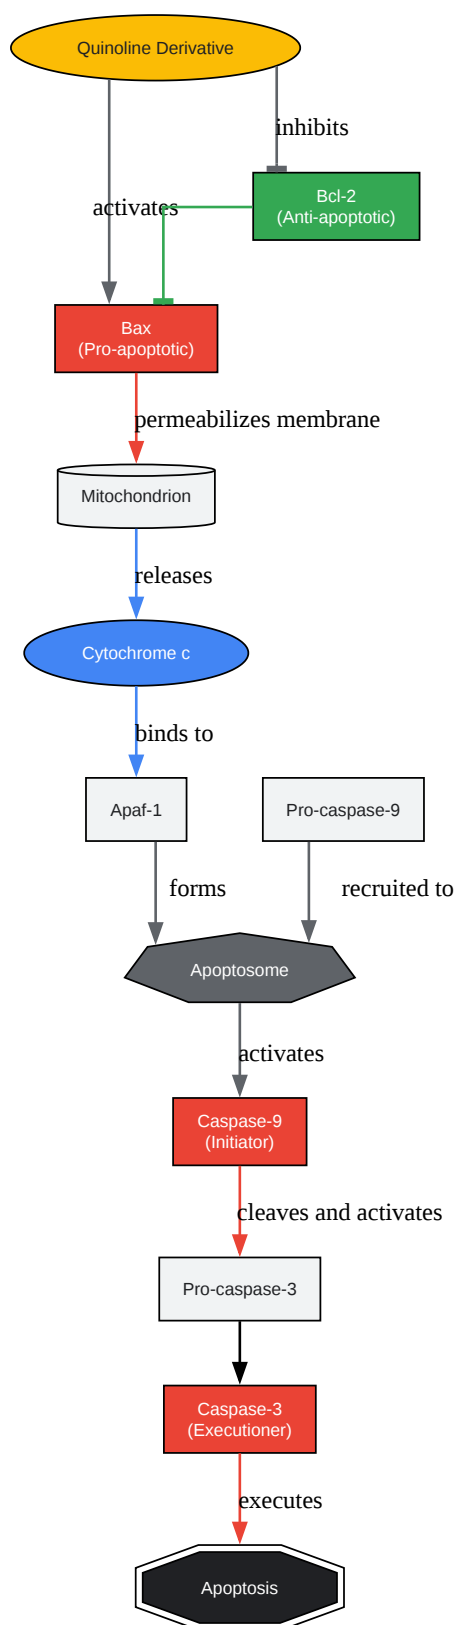 Quinoline Derivative
inhibits
Bcl-2
(Anti-apoptotic)
activates
Bax
(Pro-apoptotic)
permeabilizes membrane
Mitochondrion
releases
Cytochrome c
binds to
Apaf-1
Pro-caspase-9
forms
recruited to
Apoptosome
activates
Caspase-9
(Initiator)
cleaves and activates
Pro-caspase-3
Caspase-3
(Executioner)
executes
Apoptosis